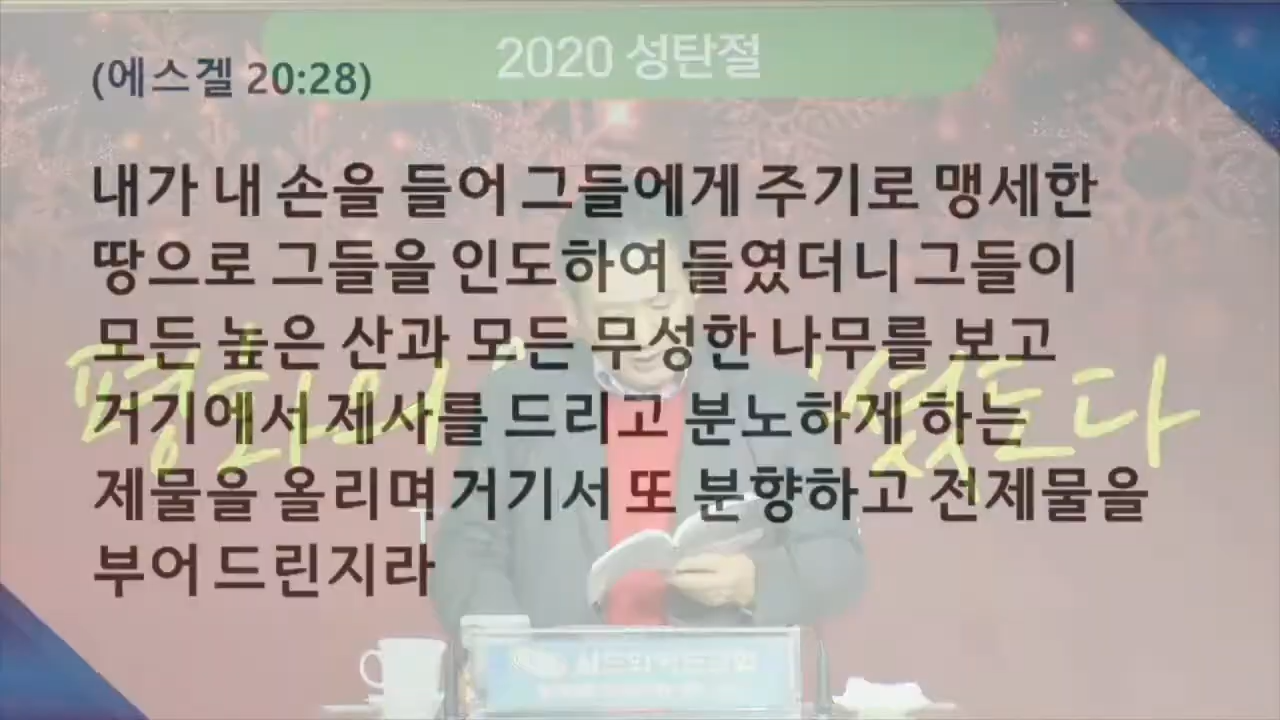 2020 성탄절
(에스겔 20:28)
내가 내 손을 들어 그들에게 주기로 맹세한
땅으로 그들을 인도하여 들였더니 그들이
모든 높은 산과 모든 무성한 나무를 보고
평화의
거기에서 제사를 드리고 분노하게 하는
제물을 올리며 거기서 또 분향하고 전제물을
부어 드린지라